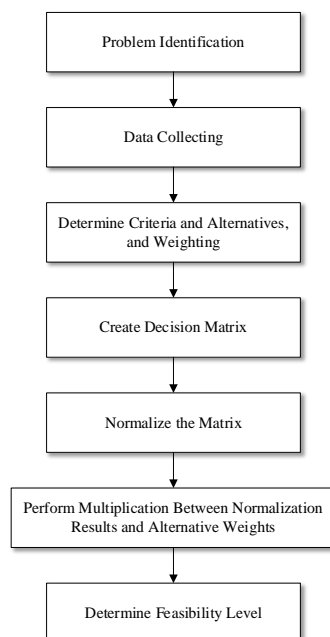 Problem Identification
Data Collecting
Determine Criteria and Alternatives,
and Weighting
Create Decision Matrix
Normalize the Matrix
Perform Multiplication Between Normalization
Results and Alternative Weights
Determine Feasibility Level